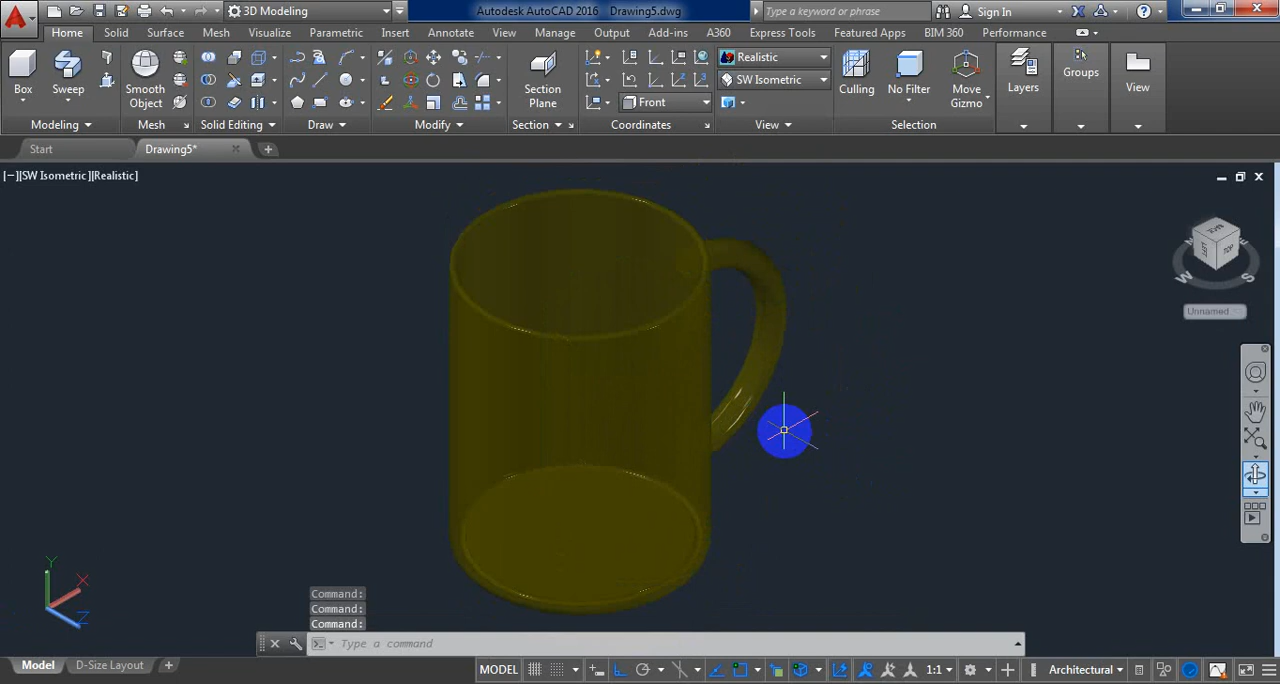 3D Modeling
Autodesk AutoCAD 2016 Drawing5.dwg
Type a keyword or phrase
Sign In
Home Solid Surface Mesh Visualize Parametric Insert Annotate View Manage Output Add-ins A360 Express Tools Featured Apps BIM 360 Performance
Box
Sweep
Smooth
Object
Section
Plane
Realistic
SW Isometric
Front
Culling
No Filter
Move
Gizmo
Layers
Groups
View
Modeling
Mesh
Solid Editing
Draw
Modify
Section
Coordinates
View
Selection
Start
Drawing5*
[−][SW Isometric][Realistic]
TOP
LEFT
W
S
E
Unnamed
Y
X
Z
Command:
Command:
Command:
Type a command
Model
D-Size Layout
MODEL
1:1
Architectural